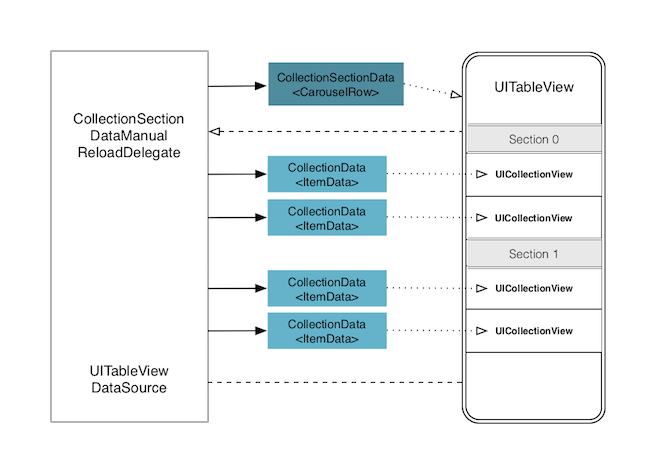 CollectionSectionData
<CarouselRow>
UITableView
CollectionSection
DataManual
ReloadDelegate
Section 0
CollectionData
<ItemData>
UICollectionView
CollectionData
<ItemData>
UICollectionView
Section 1
CollectionData
<ItemData>
UICollectionView
CollectionData
<ItemData>
UICollectionView
UITableView
DataSource